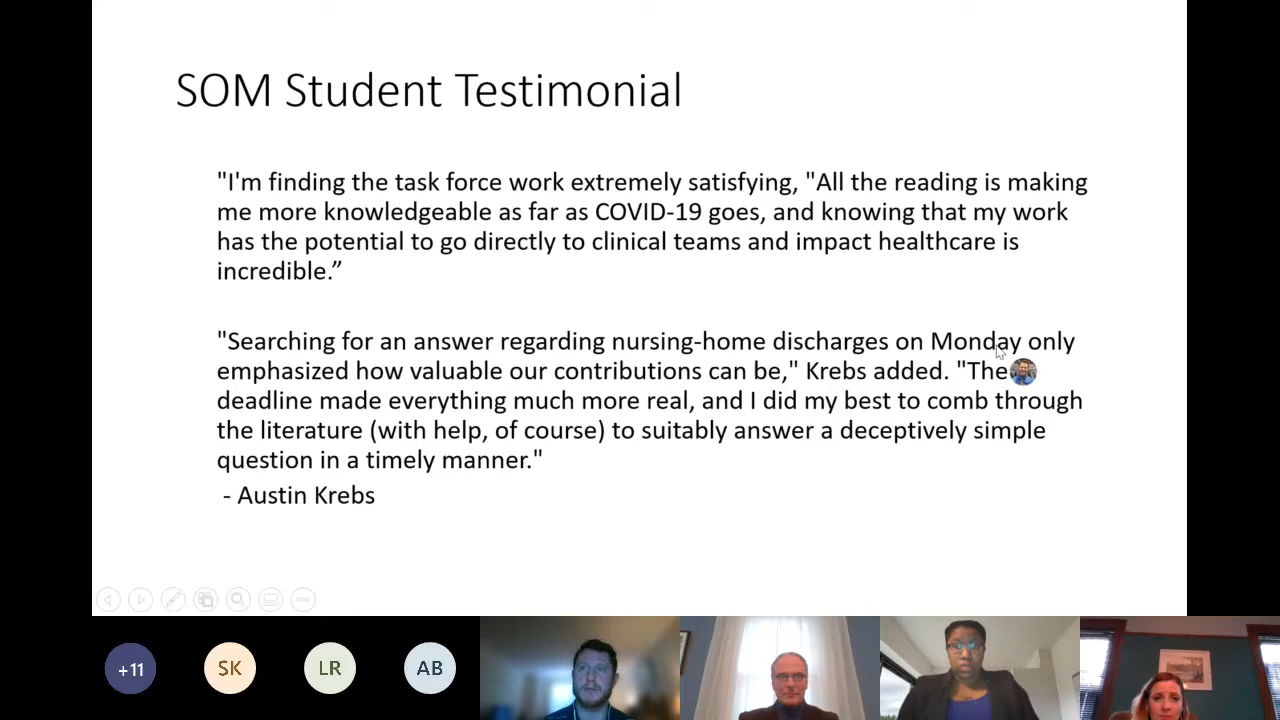 SOM Student Testimonial
"I'm finding the task force work extremely satisfying, "All the reading is making
me more knowledgeable as far as COVID-19 goes, and knowing that my work
has the potential to go directly to clinical teams and impact healthcare is
incredible.”
"Searching for an answer regarding nursing-home discharges on Monday only
emphasized how valuable our contributions can be," Krebs added. "The
deadline made everything much more real, and I did my best to comb through
the literature (with help, of course) to suitably answer a deceptively simple
question in a timely manner."
- Austin Krebs
+11 SK LR AB